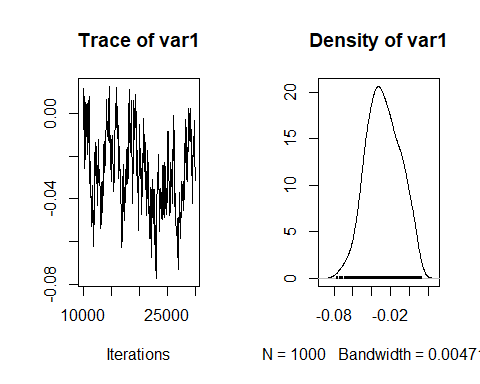 Trace of var1
Density of var1
0.00
-0.04
-0.08
10000 25000
Iterations
20
15
10
5
0
-0.08 -0.02
N = 1000 Bandwidth = 0.00471